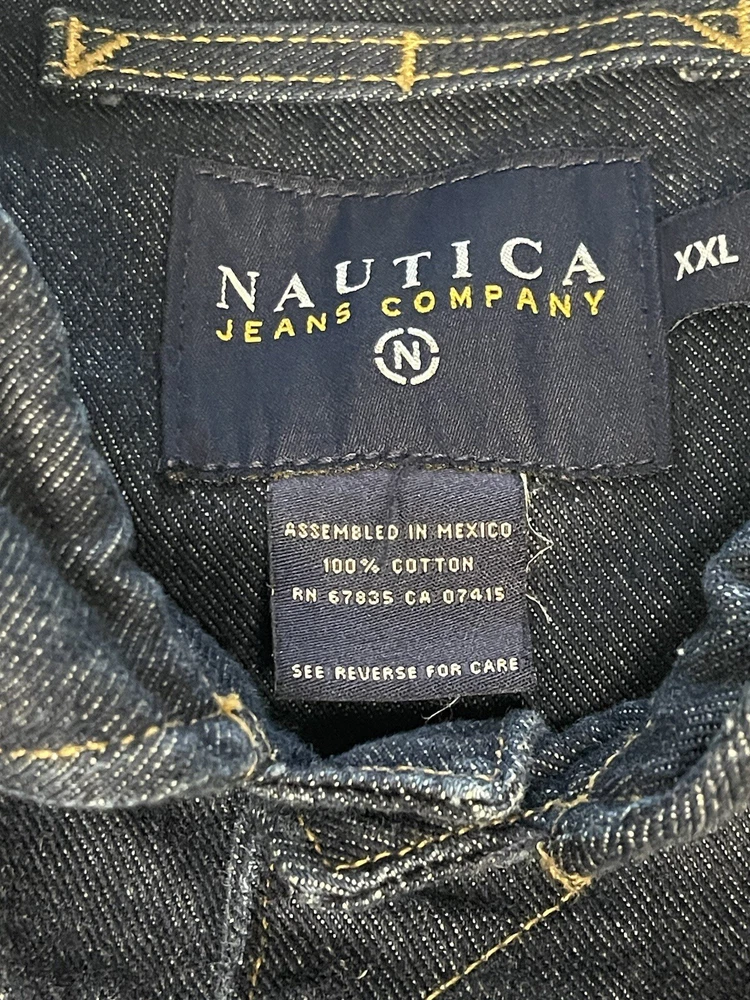 NAUTICA
JEANS COMPANY
N
XXL
ASSEMBLED IN MEXICO
100% COTTON
RN 67835 CA 07415
SEE REVERSE FOR CARE